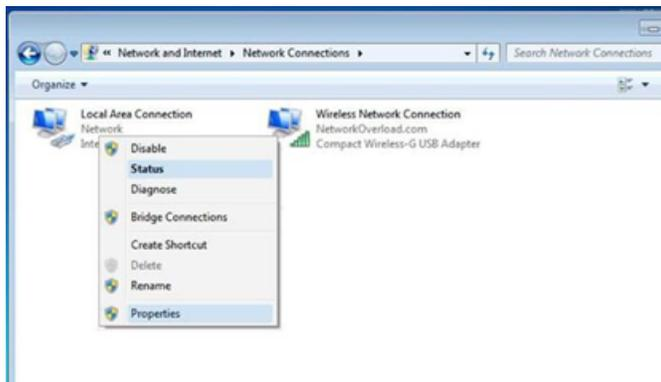 « Network and Internet ▸ Network Connections ▸
Search Network Connections
Organize ▾
Local Area Connection
Network
Inte
Wireless Network Connection
NetworkOverload.com
Compact Wireless-G USB Adapter
Disable
Status
Diagnose
Bridge Connections
Create Shortcut
Delete
Rename
Properties